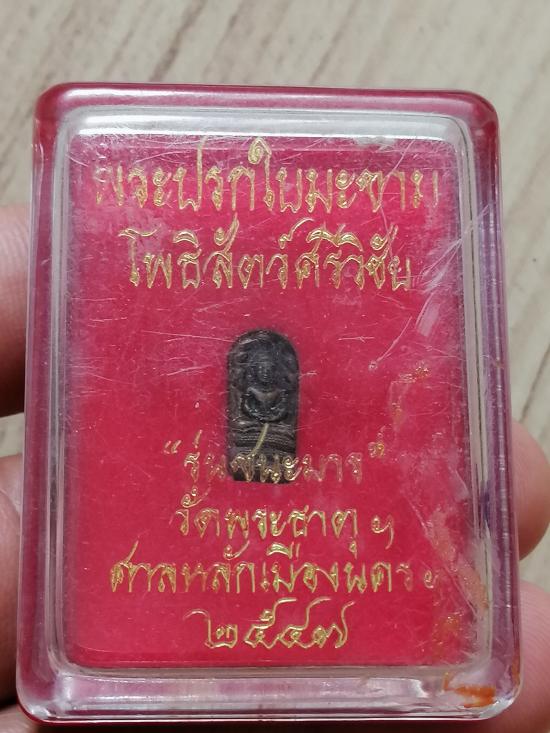 พระปรกใบมะขาม
โพธิสัตว์ศรีวิชัย
“รุ่นชนะมาร”
วัดพระธาตุฯ
ศาลหลักเมืองนครฯ
๒๕๔๗